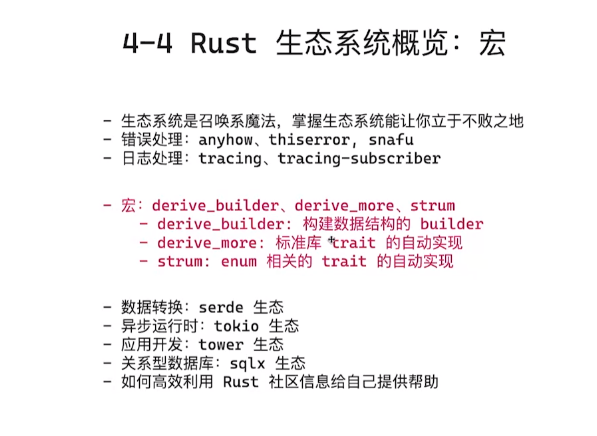 4-4 Rust 生态系统概览：宏
- 生态系统是召唤系魔法，掌握生态系统能让你立于不败之地
- 错误处理：anyhow、thiserror, snafu
- 日志处理：tracing、tracing-subscriber
- 宏：derive_builder、derive_more、strum
- derive_builder: 构建数据结构的 builder
- derive_more: 标准库 trait 的自动实现
- strum: enum 相关的 trait 的自动实现
- 数据转换：serde 生态
- 异步运行时：tokio 生态
- 应用开发：tower 生态
- 关系型数据库：sqlx 生态
- 如何高效利用 Rust 社区信息给自己提供帮助